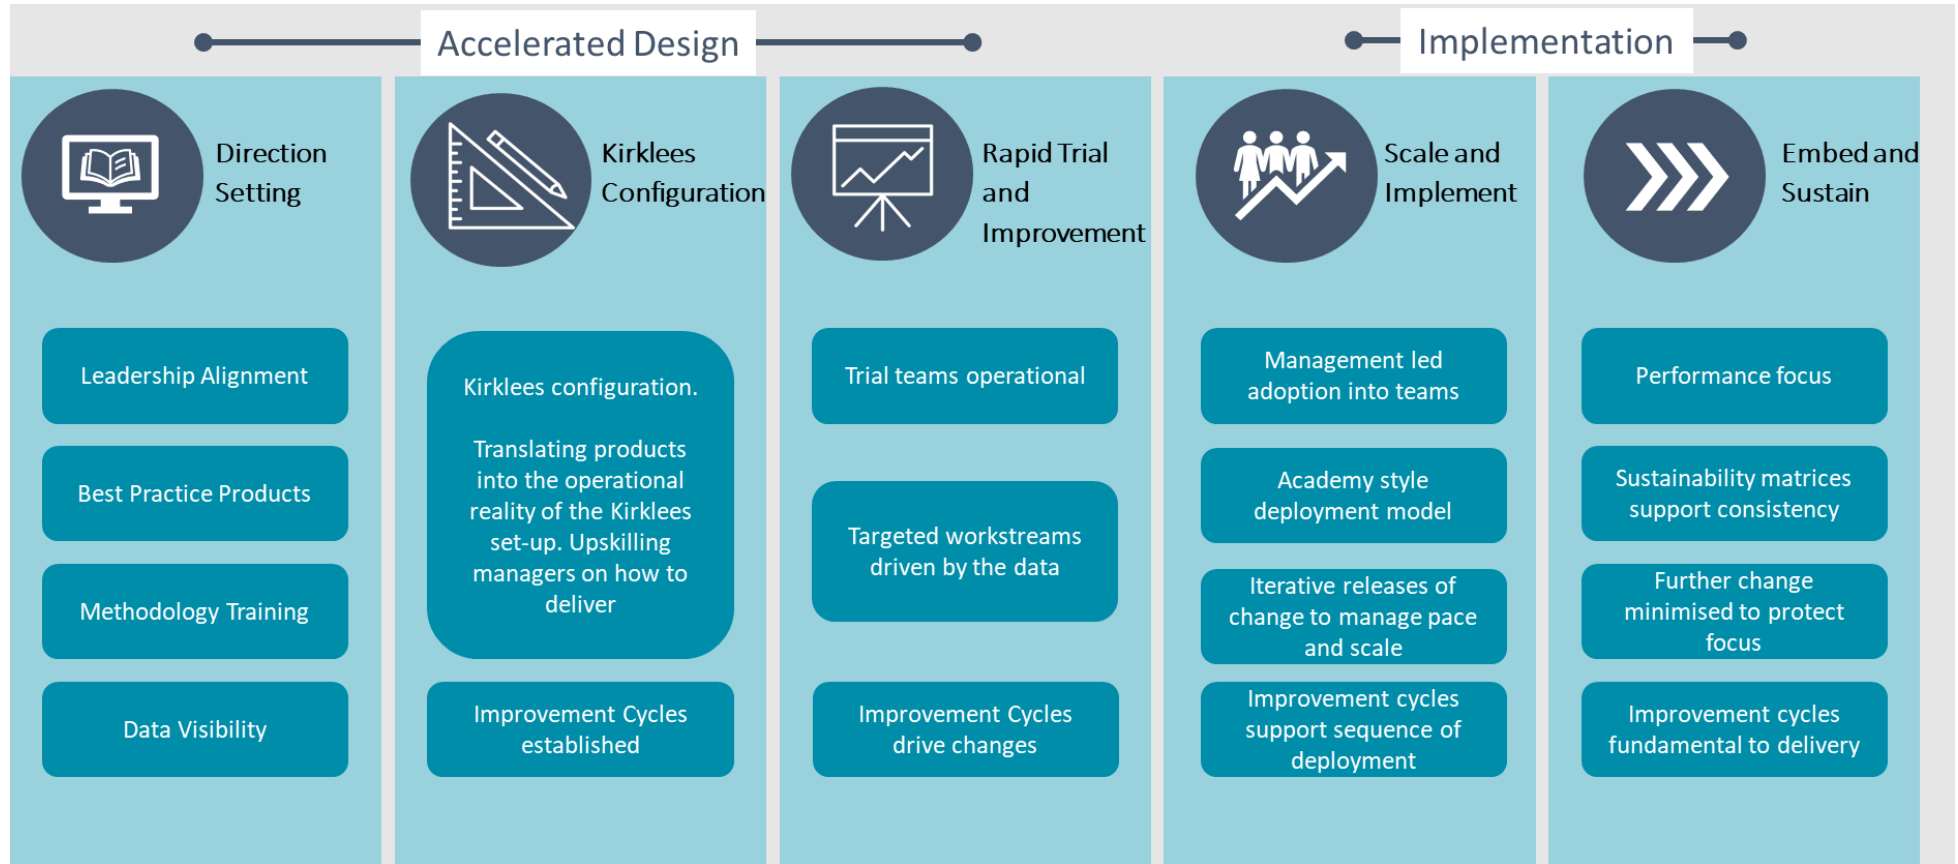 Accelerated Design
Implementation
Direction
Setting
Kirklees
Configuration
Rapid Trial
and
Improvement
Scale and
Implement
Embed and
Sustain
Leadership Alignment
Best Practice Products
Methodology Training
Data Visibility
Kirklees configuration.
Translating products
into the operational
reality of the Kirklees
set-up. Upskilling
managers on how to
deliver
Improvement Cycles
established
Trial teams operational
Targeted workstreams
driven by the data
Improvement Cycles
drive changes
Management led
adoption into teams
Academy style
deployment model
Iterative releases of
change to manage pace
and scale
Improvement cycles
support sequence of
deployment
Performance focus
Sustainability matrices
support consistency
Further change
minimised to protect
focus
Improvement cycles
fundamental to delivery